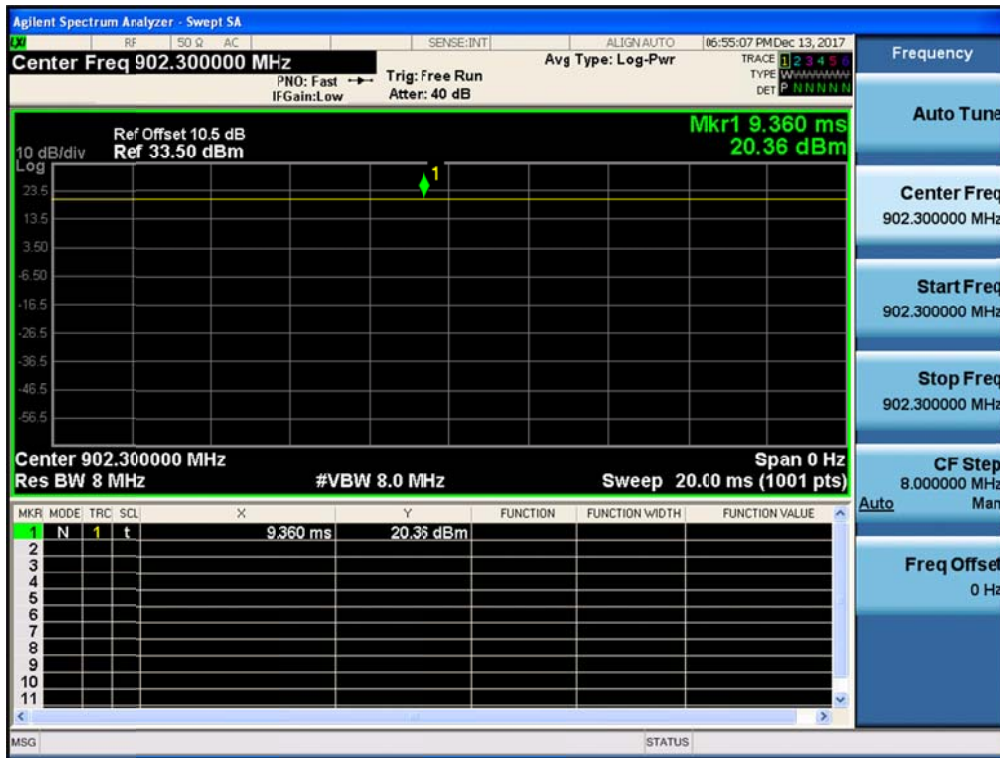 Agilent Spectrum Analyzer - Swept SA
LXI RF 50 Ω AC SENSE:INT ALIGN AUTO 06:55:07 PM Dec 13, 2017
Center Freq 902.300000 MHz
PNO: Fast
IFGain:Low
Trig: Free Run
Atten: 40 dB
Avg Type: Log-Pwr
TRACE 1 2 3 4 5 6
TYPE W
DET P N N N N N
Mkr1 9.360 ms
20.36 dBm
Ref Offset 10.5 dB
10 dB/div Ref 33.50 dBm
Log
1
23.5
13.5
3.50
-6.50
-16.5
-26.5
-36.5
-46.5
-56.5
Center 902.300000 MHz Span 0 Hz
Res BW 8 MHz #VBW 8.0 MHz Sweep 20.00 ms (1001 pts)
MKR MODE TRC SCL X Y FUNCTION FUNCTION WIDTH FUNCTION VALUE
1 N 1 t 9.360 ms 20.36 dBm
2
3
4
5
6
7
8
9
10
11
MSG STATUS
Frequency
Auto Tune
Center Freq
902.300000 MHz
Start Freq
902.300000 MHz
Stop Freq
902.300000 MHz
CF Step
8.000000 MHz
Auto Man
Freq Offset
0 Hz